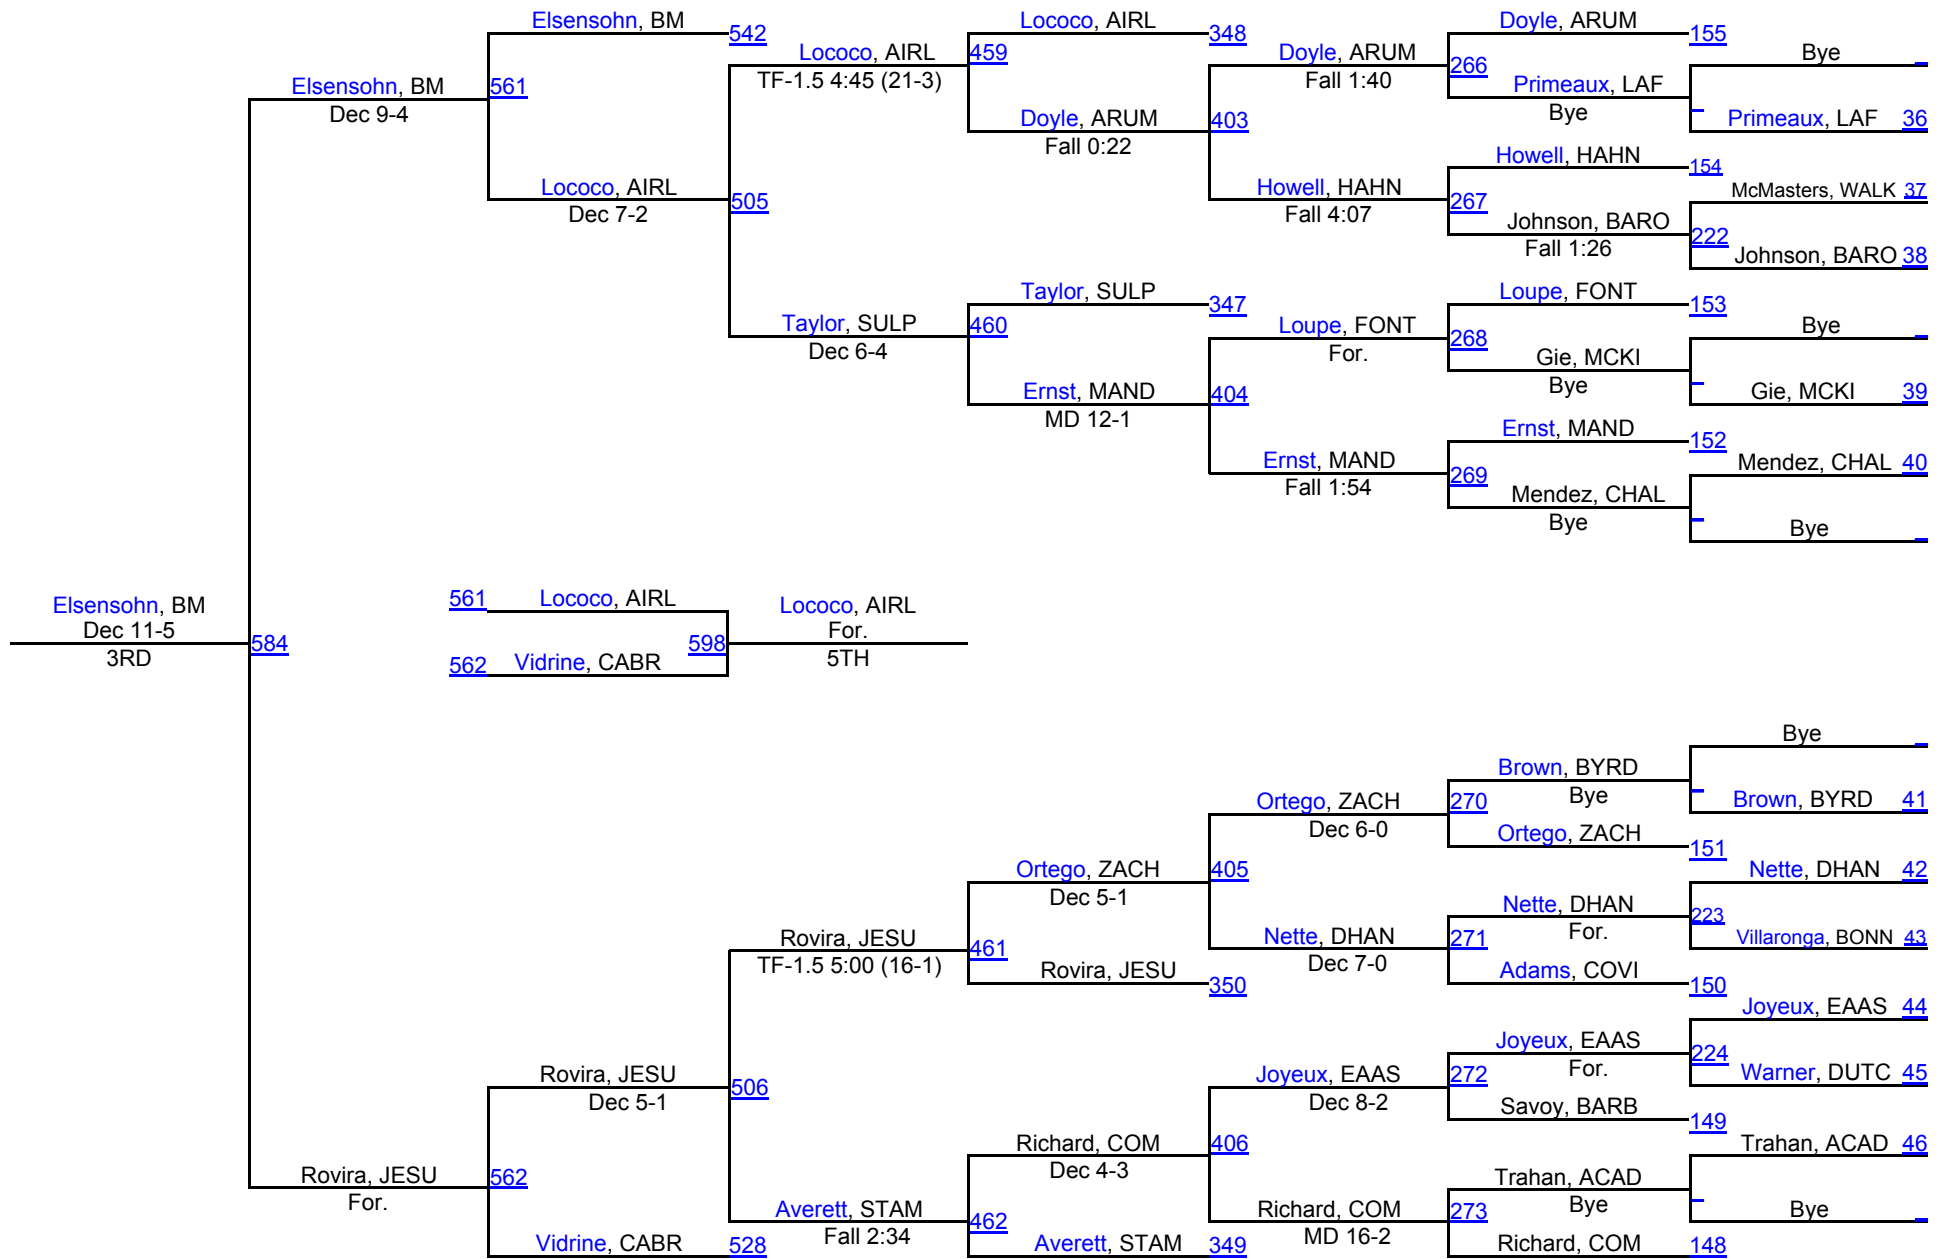 Elsensohn, BM
542
Lococo, AIRL
348
Doyle, ARUM
155
Bye
Lococo, AIRL
459
TF-1.5 4:45 (21-3)
Doyle, ARUM
266
Fall 1:40
Elsensohn, BM
561
Dec 9-4
Primeaux, LAF
Bye
Doyle, ARUM
403
Fall 0:22
Primeaux, LAF 36
Howell, HAHN
154
Lococo, AIRL
505
Dec 7-2
Howell, HAHN
267
Fall 4:07
McMasters, WALK 37
Johnson, BARO
222
Fall 1:26
Johnson, BARO 38
Taylor, SULP
347
Loupe, FONT
153
Taylor, SULP
460
Dec 6-4
Loupe, FONT
268
For.
Bye
Gie, MCKI
Bye
Ernst, MAND
404
MD 12-1
Gie, MCKI 39
Ernst, MAND
152
Ernst, MAND
269
Fall 1:54
Mendez, CHAL 40
Mendez, CHAL
Bye
Bye
Elsensohn, BM
Dec 11-5
584
3RD
561 Lococo, AIRL
Lococo, AIRL
For.
598
5TH
562 Vidrine, CABR
Bye
Brown, BYRD
Bye
Ortego, ZACH
270
Dec 6-0
Brown, BYRD 41
Ortego, ZACH
151
Ortego, ZACH
405
Dec 5-1
Nette, DHAN 42
Nette, DHAN
223
For.
Rovira, JESU
461
TF-1.5 5:00 (16-1)
Nette, DHAN
271
Dec 7-0
Villaronga, BONN 43
Rovira, JESU
350
Adams, COVI
150
Joyeux, EAAS 44
Joyeux, EAAS
224
For.
Rovira, JESU
506
Dec 5-1
Joyeux, EAAS
272
Dec 8-2
Warner, DUTC 45
Savoy, BARB
149
Richard, COM
406
Dec 4-3
Trahan, ACAD 46
Rovira, JESU
562
For.
Trahan, ACAD
Bye
Averett, STAM
462
Fall 2:34
Richard, COM
273
MD 16-2
Bye
Vidrine, CABR
528
Averett, STAM
349
Richard, COM
148